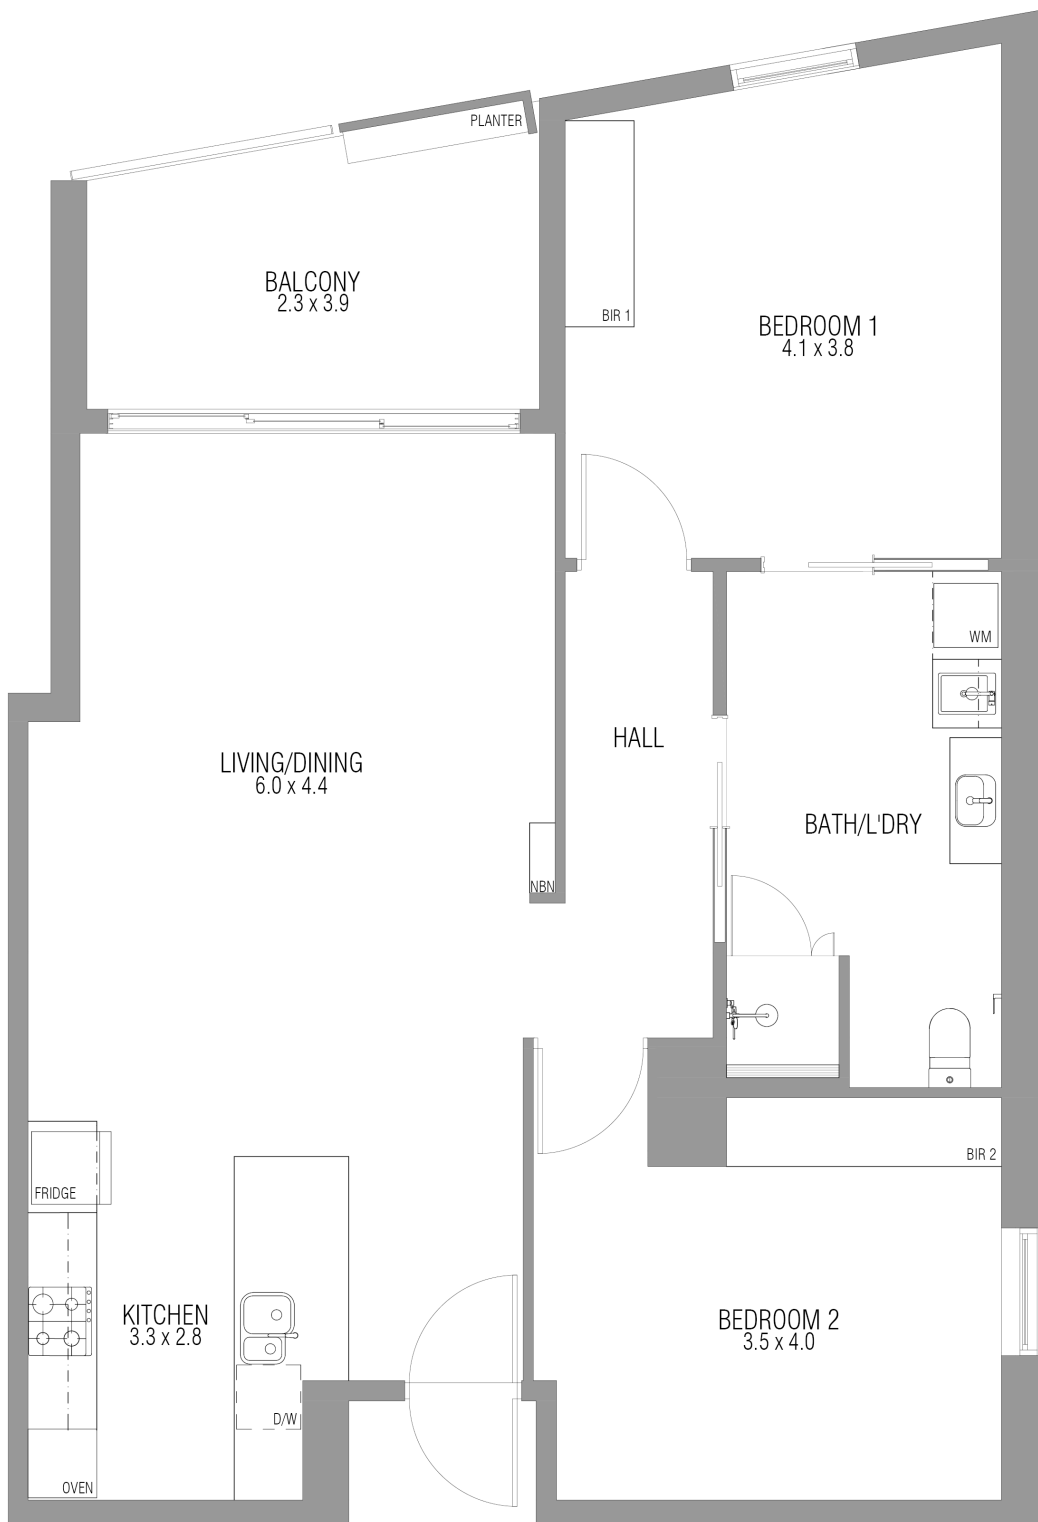 PLANTER
BALCONY
2.3 x 3.9
BIR 1
BEDROOM 1
4.1 x 3.8
WM
HALL
LIVING/DINING
6.0 x 4.4
BATH/L'DRY
NBN
BIR 2
FRIDGE
KITCHEN
3.3 x 2.8
BEDROOM 2
3.5 x 4.0
D/W
OVEN